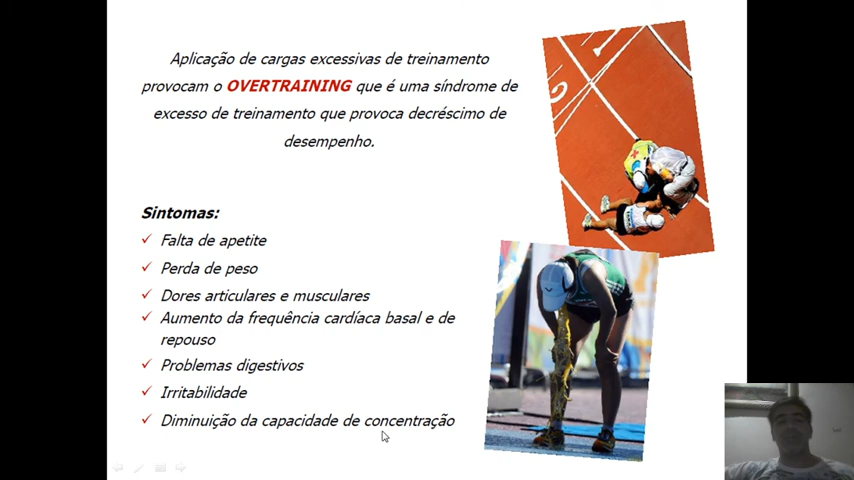 Aplicação de cargas excessivas de treinamento
provocam o OVERTRAINING que é uma síndrome de
excesso de treinamento que provoca decréscimo de
desempenho.
Sintomas:
Falta de apetite
Perda de peso
Dores articulares e musculares
Aumento da frequência cardíaca basal e de
repouso
Problemas digestivos
Irritabilidade
Diminuição da capacidade de concentração